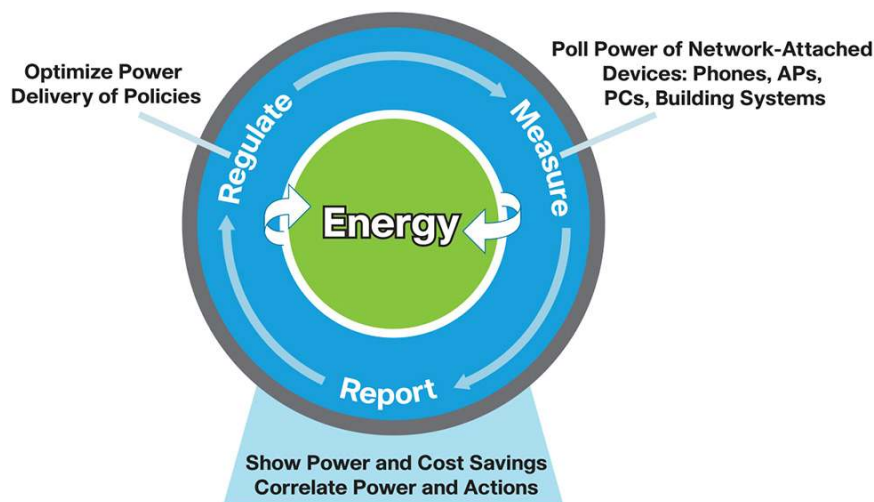 Optimize Power
Delivery of Policies
Poll Power of Network-Attached
Devices: Phones, APs,
PCs, Building Systems
Regulate
Measure
Energy
Report
Show Power and Cost Savings
Correlate Power and Actions